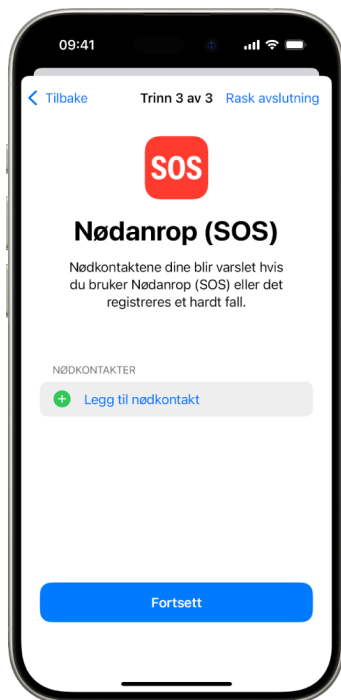 09:41
Tilbake Trinn 3 av 3 Rask avslutning
SOS
Nødanrop (SOS)
Nødkontaktene dine blir varslet hvis
du bruker Nødanrop (SOS) eller det
registreres et hardt fall.
NØDKONTAKTER
Legg til nødkontakt
Fortsett